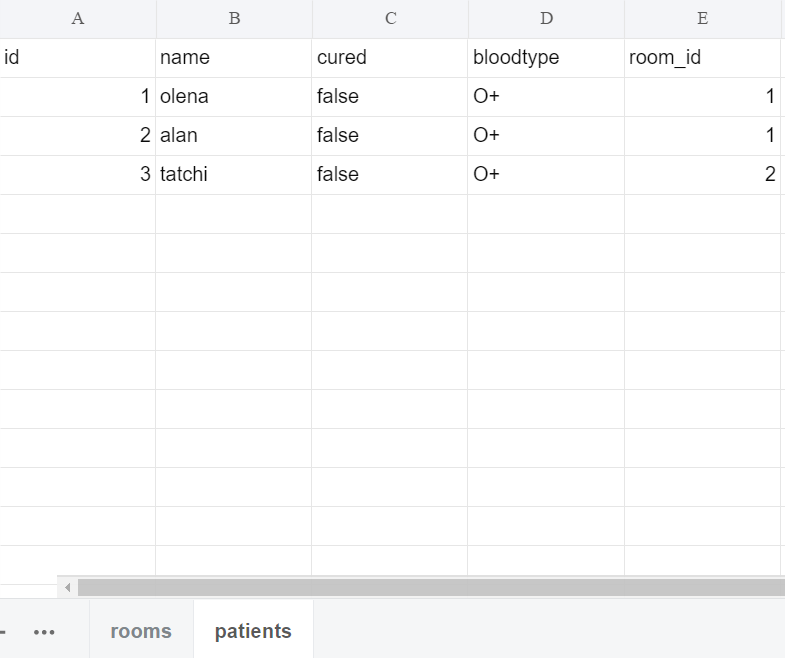 A B C D E
id name cured bloodtype room_id
1 olena false O+ 1
2 alan false O+ 1
3 tatchi false O+ 2
rooms patients